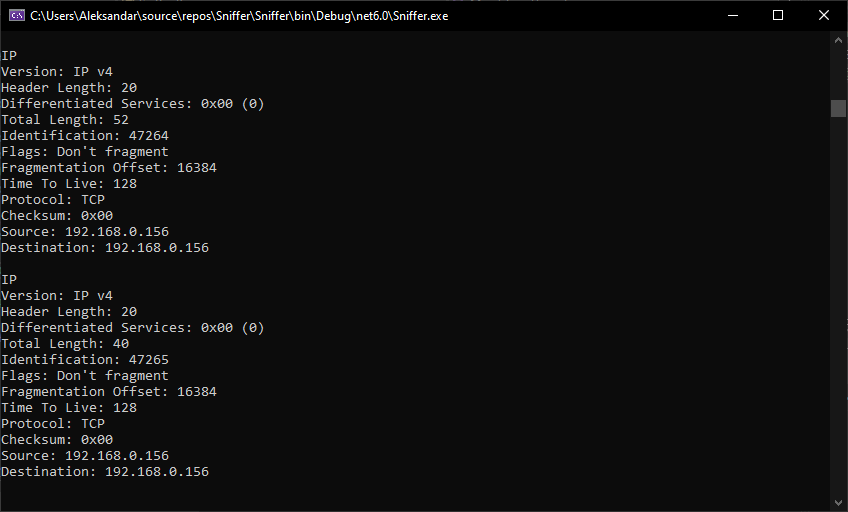 C:\Users\Aleksandar\source\repos\Sniffer\Sniffer\bin\Debug\net6.0\Sniffer.exe
IP
Version: IP v4
Header Length: 20
Differentiated Services: 0x00 (0)
Total Length: 52
Identification: 47264
Flags: Don't fragment
Fragmentation Offset: 16384
Time To Live: 128
Protocol: TCP
Checksum: 0x00
Source: 192.168.0.156
Destination: 192.168.0.156
IP
Version: IP v4
Header Length: 20
Differentiated Services: 0x00 (0)
Total Length: 40
Identification: 47265
Flags: Don't fragment
Fragmentation Offset: 16384
Time To Live: 128
Protocol: TCP
Checksum: 0x00
Source: 192.168.0.156
Destination: 192.168.0.156